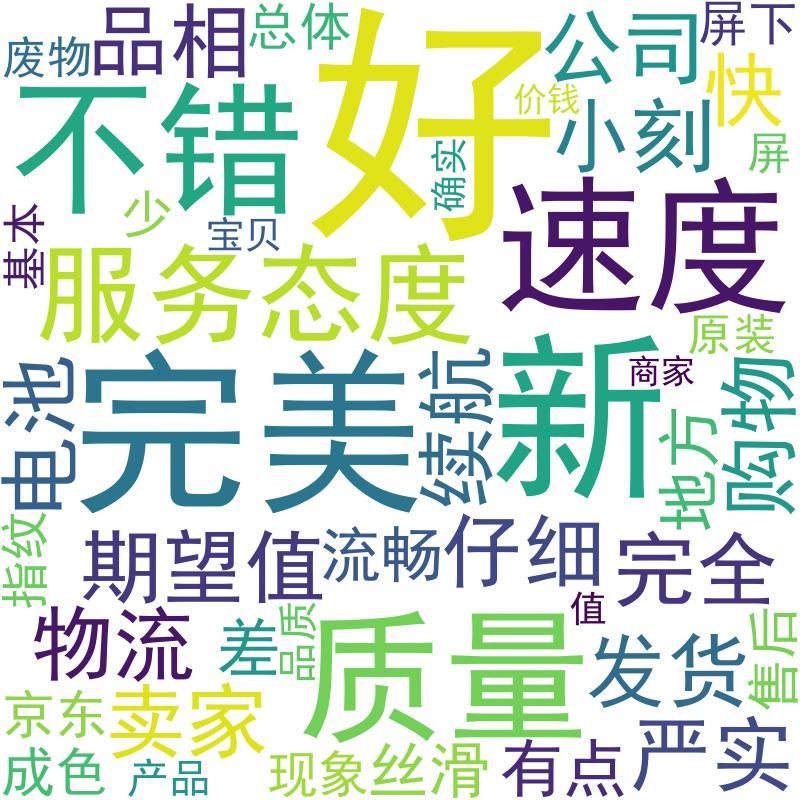 废物
品相
总体
好
公司
屏下
不错
价钱
快
小刻
确实
屏
基本
少
宝贝
速度
服务态度
原装
电池
完美
续航
新
商家
地方
购物
指纹
期望值
流畅
仔细
完全
物流
差
品质
质量
值
发货
售后
京东
卖家
严实
成色
产品
现象
丝滑
有点